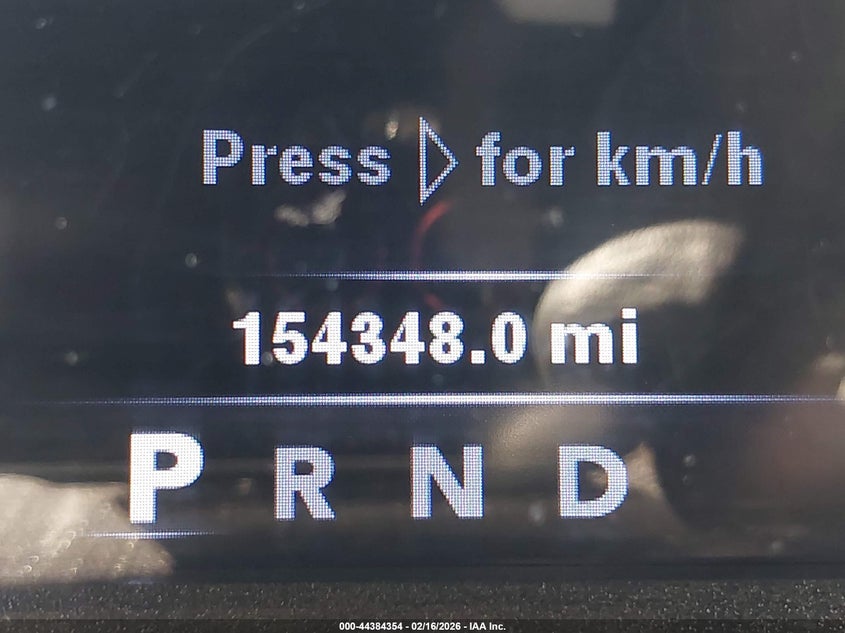 Press ▷ for km/h
154348.0 mi
P R N D
000-44384354 - 02/16/2026 - IAA Inc.